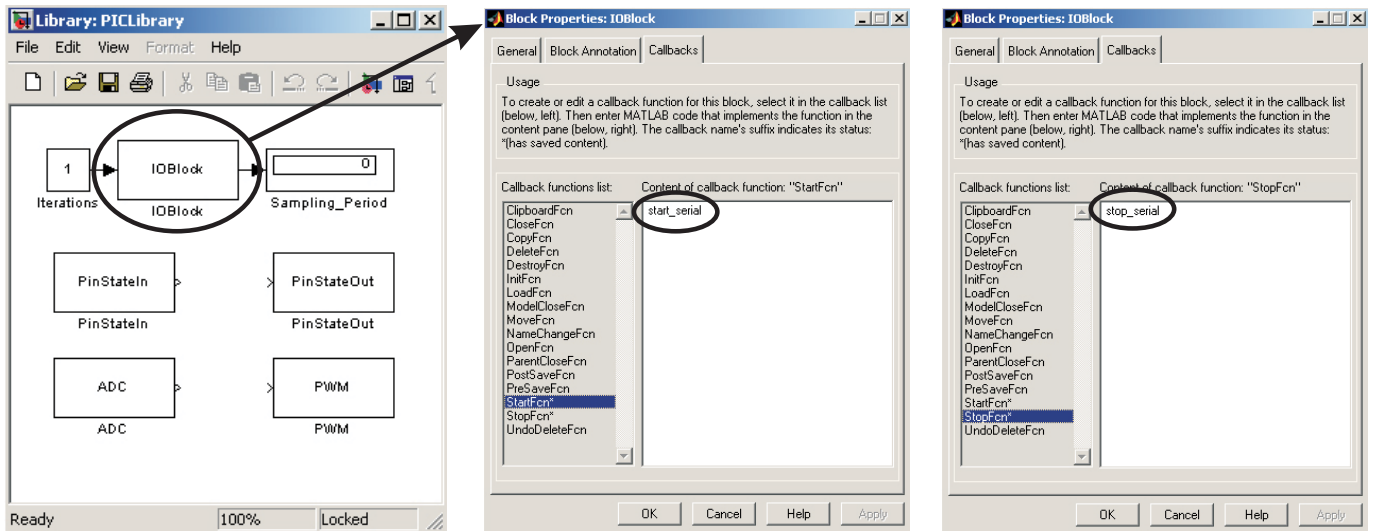 Library: PICLibrary
File Edit View Format Help
1
IOBlock
0
Iterations
IOBlock
Sampling_Period
PinStateIn
PinStateOut
PinStateIn
PinStateOut
ADC
PWM
ADC
PWM
Ready
100%
Locked
Block Properties: IOBlock
General
Block Annotation
Callbacks
Usage
To create or edit a callback function for this block, select it in the callback list
(below, left). Then enter MATLAB code that implements the function in the
content pane (below, right). The callback name's suffix indicates its status:
*(has saved content).
Callback functions list:
Content of callback function: "StartFcn"
ClipboardFcn
CloseFcn
CopyFcn
DeleteFcn
DestroyFcn
InitFcn
LoadFcn
ModelCloseFcn
MoveFcn
NameChangeFcn
OpenFcn
ParentCloseFcn
PostSaveFcn
PreSaveFcn
StartFcn*
StopFcn*
UndoDeleteFcn
start_serial
OK
Cancel
Help
Apply
Block Properties: IOBlock
General
Block Annotation
Callbacks
Usage
To create or edit a callback function for this block, select it in the callback list
(below, left). Then enter MATLAB code that implements the function in the
content pane (below, right). The callback name's suffix indicates its status:
*(has saved content).
Callback functions list:
Content of callback function: "StopFcn"
ClipboardFcn
CloseFcn
CopyFcn
DeleteFcn
DestroyFcn
InitFcn
LoadFcn
ModelCloseFcn
MoveFcn
NameChangeFcn
OpenFcn
ParentCloseFcn
PostSaveFcn
PreSaveFcn
StartFcn*
StopFcn*
UndoDeleteFcn
stop_serial
OK
Cancel
Help
Apply